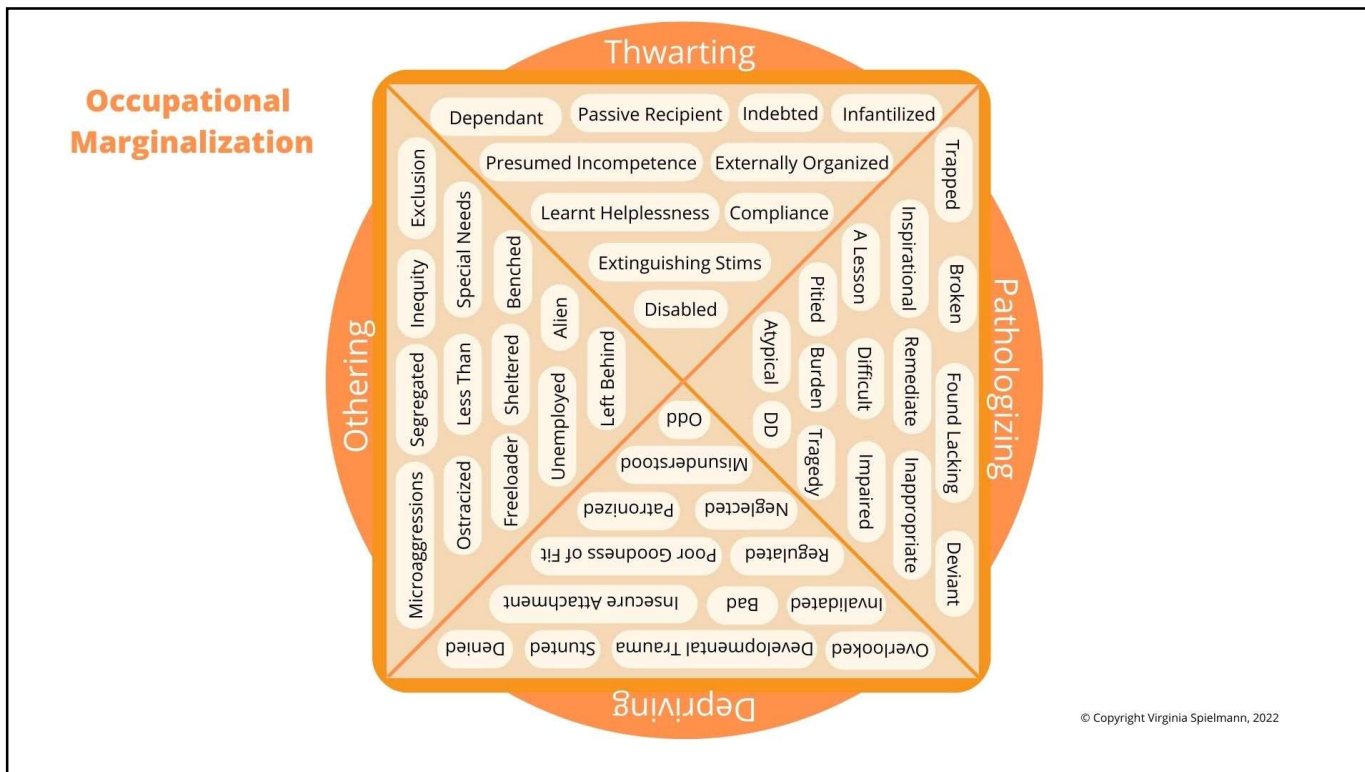 Occupational
Marginalization
Thwarting
Dependant
Passive Recipient
Indebted
Infantilized
Presumed Incompetence
Externally Organized
Learnt Helplessness
Compliance
Extinguishing Stims
Disabled
Pathologizing
Trapped
Broken
Found Lacking
Deviant
Inspirational
Remediate
Inappropriate
A Lesson
Difficult
Impaired
Pitied
Burden
Tragedy
Atypical
DD
Depriving
Overlooked
Developmental Trauma
Stunted
Denied
Invalidated
Bad
Insecure Attachment
Regulated
Poor Goodness of Fit
Neglected
Patronized
Misunderstood
Odd
Othering
Microaggressions
Segregated
Inequity
Exclusion
Ostracized
Less Than
Special Needs
Freeloader
Sheltered
Benched
Unemployed
Alien
Left Behind
© Copyright Virginia Spielmann, 2022